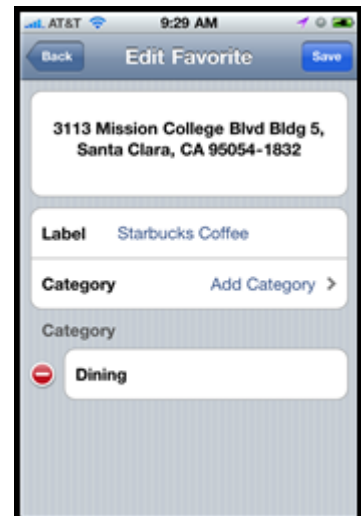 AT&T 9:29 AM
Back Edit Favorite Save
3113 Mission College Blvd Bldg 5,
Santa Clara, CA 95054-1832
Label Starbucks Coffee
Category Add Category >
Category
Dining